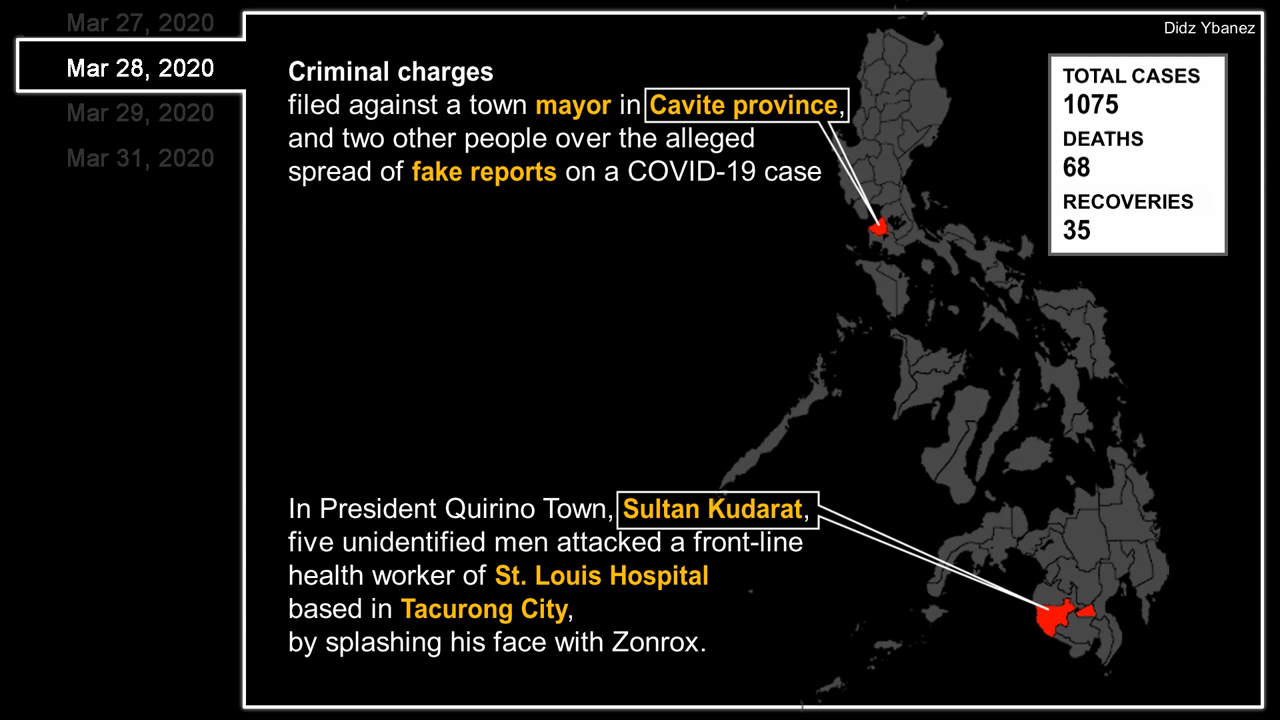 Mar 27, 2020
Mar 28, 2020
Mar 29, 2020
Mar 31, 2020
Didz Ybanez
Criminal charges
filed against a town mayor in Cavite province,
and two other people over the alleged
spread of fake reports on a COVID-19 case
TOTAL CASES
1075
DEATHS
68
RECOVERIES
35
In President Quirino Town, Sultan Kudarat,
five unidentified men attacked a front-line
health worker of St. Louis Hospital
based in Tacurong City,
by splashing his face with Zonrox.